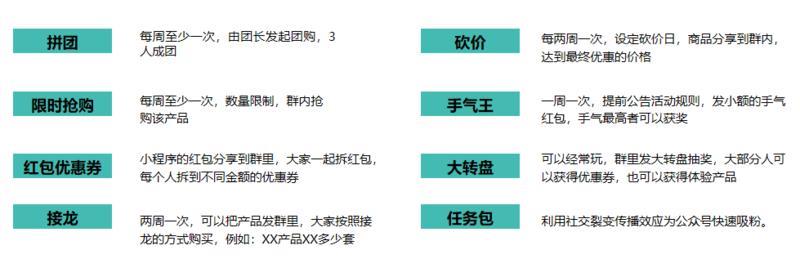 拼团
每周至少一次，由团长发起团购，3
人成团
砍价
每两周一次，设定砍价日，商品分享到群内，
达到最终优惠的价格
限时抢购
每周至少一次，数量限制，群内抢
购该产品
手气王
一周一次，提前公告活动规则，发小额的手气
红包，手气最高者可以获奖
红包优惠券
小程序的红包分享到群里，大家一起拆红包，
每个人拆到不同金额的优惠券
大转盘
可以经常玩，群里发大转盘抽奖，大部分人可
以获得优惠券，也可以获得体验产品
接龙
两周一次，可以把产品发群里，大家按照接
龙的方式购买，例如：XX产品XX多少套
任务包
利用社交裂变传播效应为公众号快速吸粉。